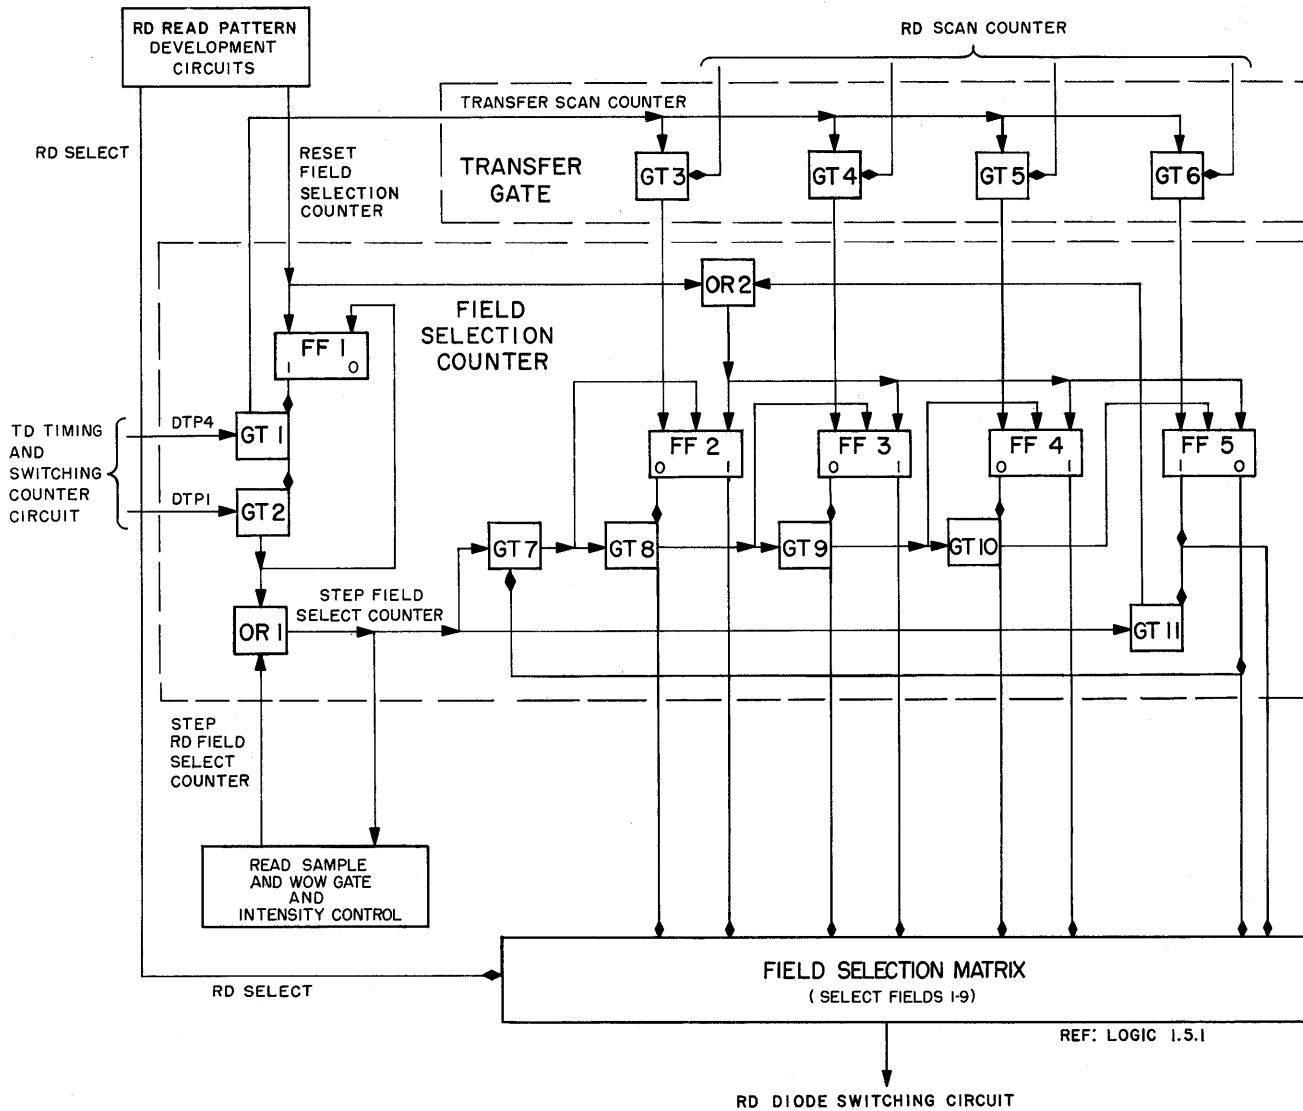 RD READ PATTERN
DEVELOPMENT
CIRCUITS
RD SCAN COUNTER
TRANSFER SCAN COUNTER
RD SELECT
RESET
FIELD
SELECTION
COUNTER
TRANSFER
GATE
GT 3
GT 4
GT 5
GT 6
OR 2
FIELD
SELECTION
COUNTER
FF 1
1 0
TD TIMING
AND
SWITCHING
COUNTER
CIRCUIT
DTP4
GT 1
DTP1
GT 2
FF 2
0 1
FF 3
0 1
FF 4
0 1
FF 5
1 0
GT 7
GT 8
GT 9
GT 10
STEP FIELD
SELECT COUNTER
OR 1
GT 11
STEP
RD FIELD
SELECT
COUNTER
READ SAMPLE
AND WOW GATE
AND
INTENSITY CONTROL
RD SELECT
FIELD SELECTION MATRIX
( SELECT FIELDS 1-9)
REF: LOGIC 1.5.1
RD DIODE SWITCHING CIRCUIT